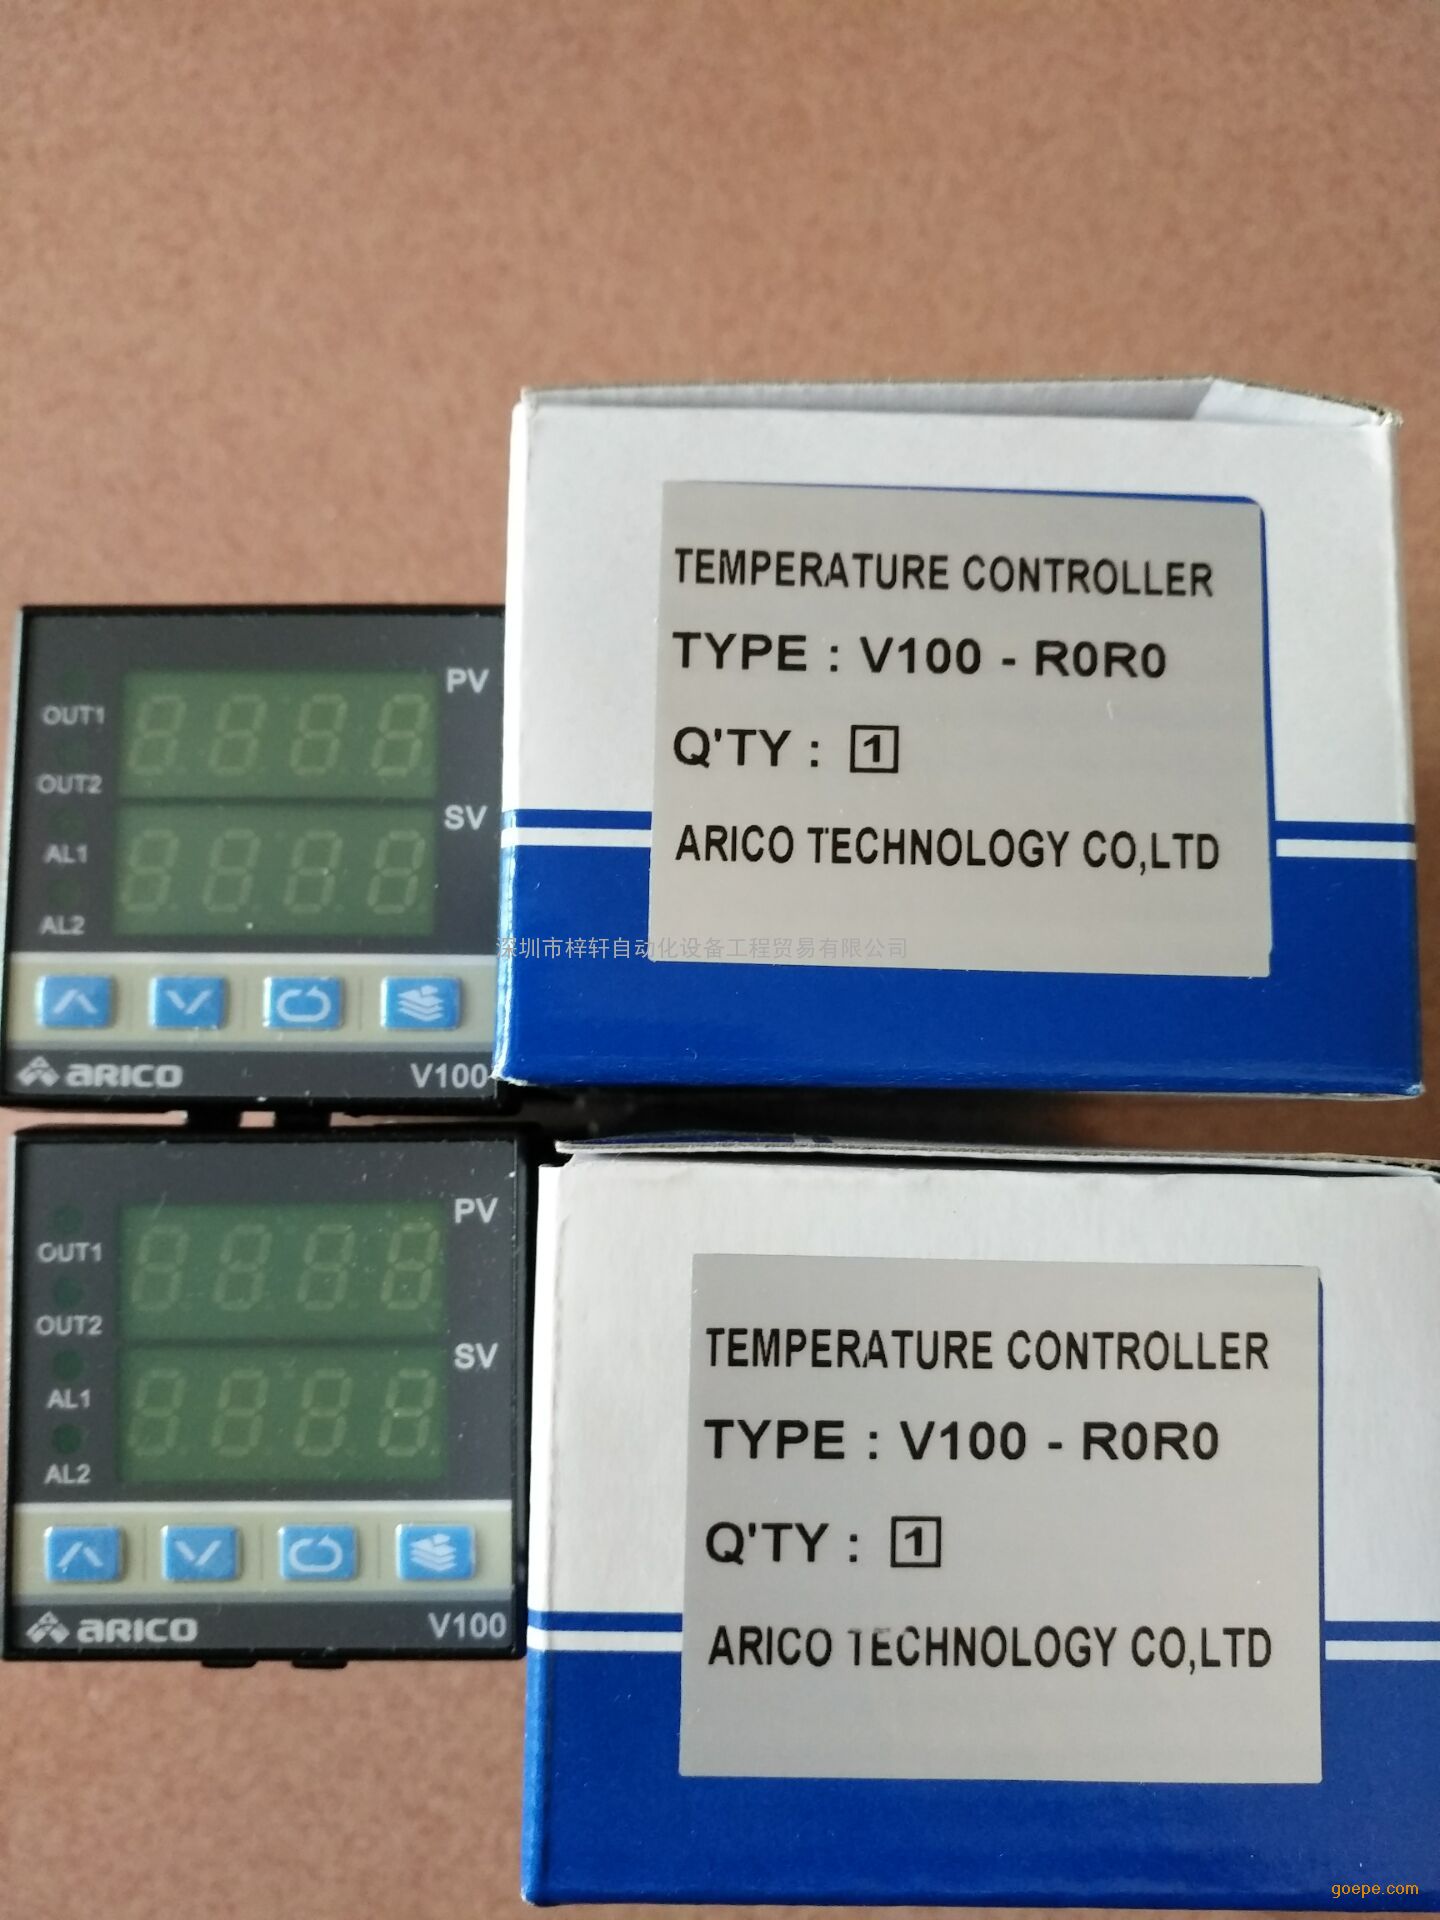 TEMPERATURE CONTROLLER
TYPE : V100 - R0R0
Q'TY : 1
ARICO TECHNOLOGY CO,LTD
PV
OUT1
OUT2
SV
AL1
AL2
ARICO V100
深圳市梓轩自动化设备工程贸易有限公司
PV
OUT1
OUT2
SV
AL1
AL2
ARICO V100
TEMPERATURE CONTROLLER
TYPE : V100 - R0R0
Q'TY : 1
ARICO TECHNOLOGY CO,LTD
goepe.com